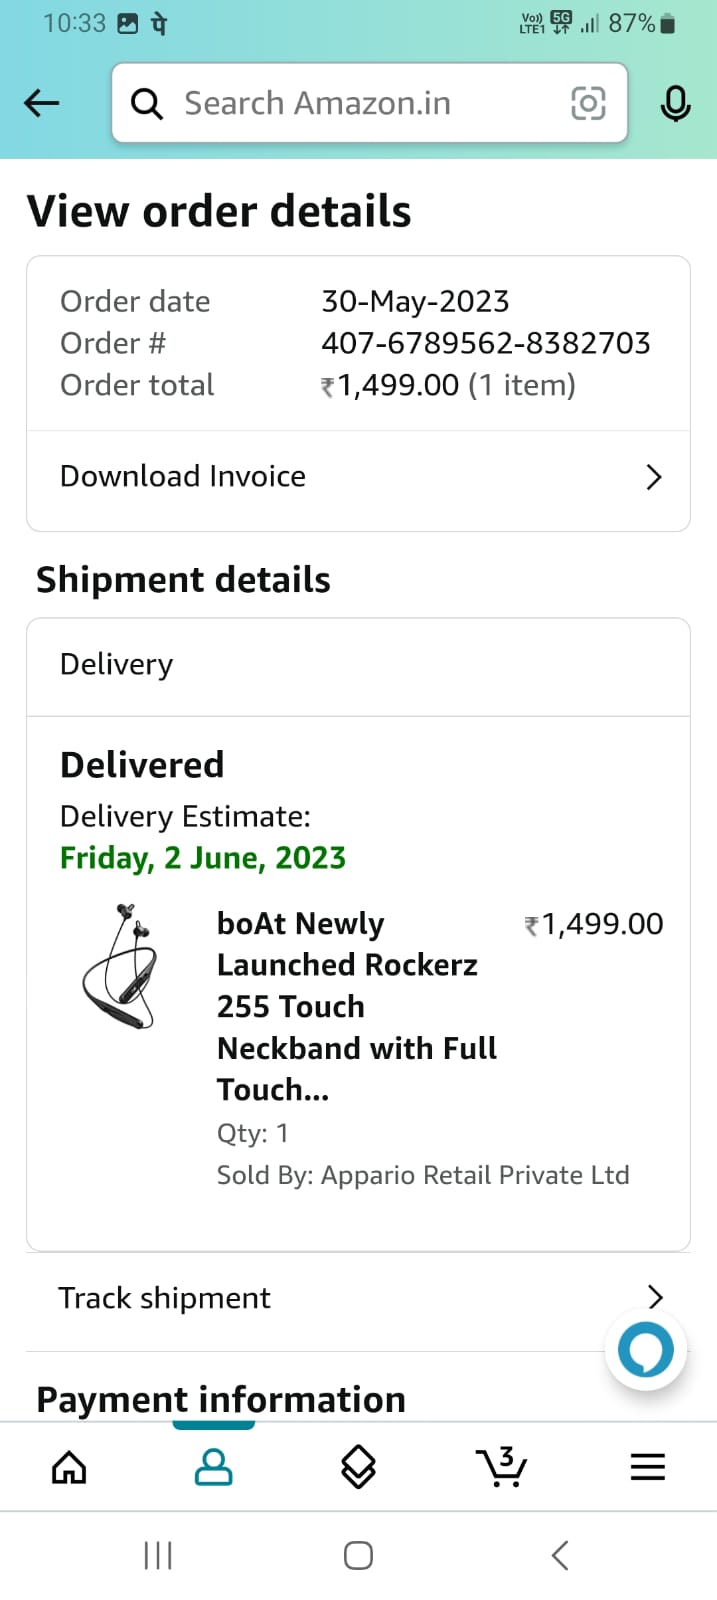 10:33 पे Vo)) LTE1 5G 87%
Search Amazon.in
View order details
Order date 30-May-2023
Order # 407-6789562-8382703
Order total ₹1,499.00 (1 item)
Download Invoice
Shipment details
Delivery
Delivered
Delivery Estimate:
Friday, 2 June, 2023
boAt Newly ₹1,499.00
Launched Rockerz
255 Touch
Neckband with Full
Touch...
Qty: 1
Sold By: Appario Retail Private Ltd
Track shipment
Payment information
3